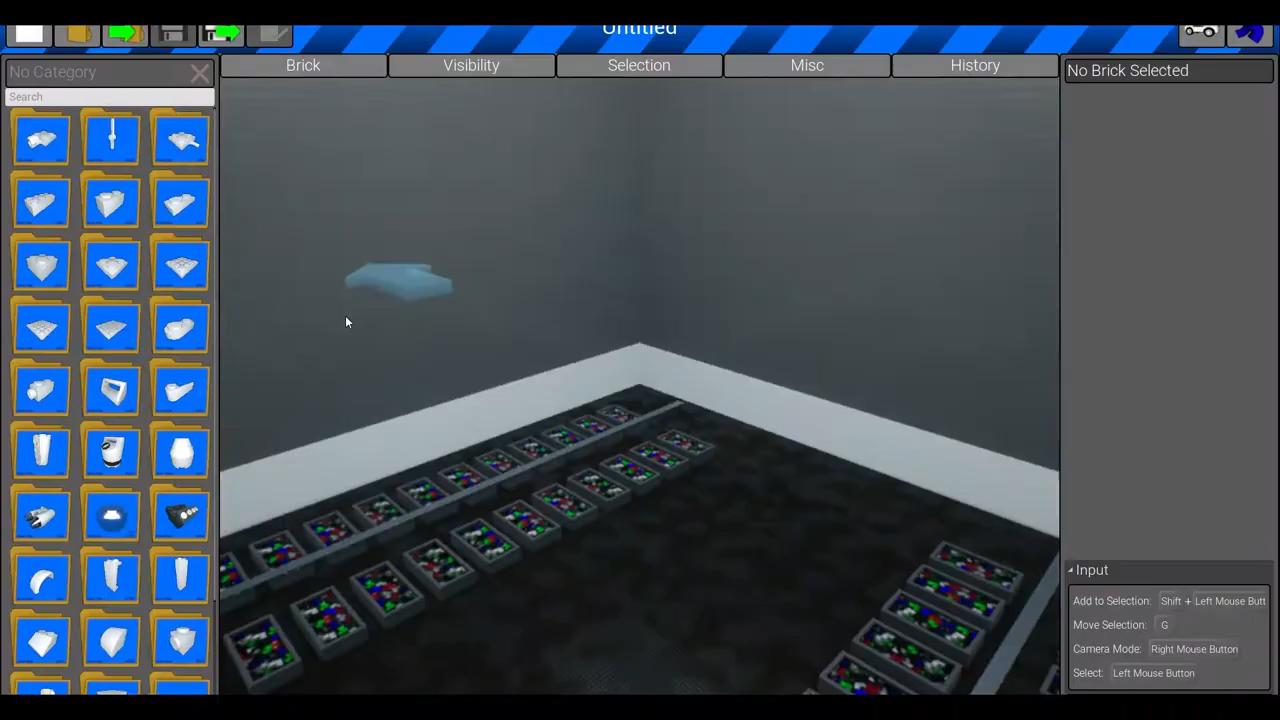 Untitled
No Category
Search
Brick
Visibility
Selection
Misc
History
No Brick Selected
Input
Add to Selection: Shift + Left Mouse Butt
Move Selection: G
Camera Mode: Right Mouse Button
Select: Left Mouse Button